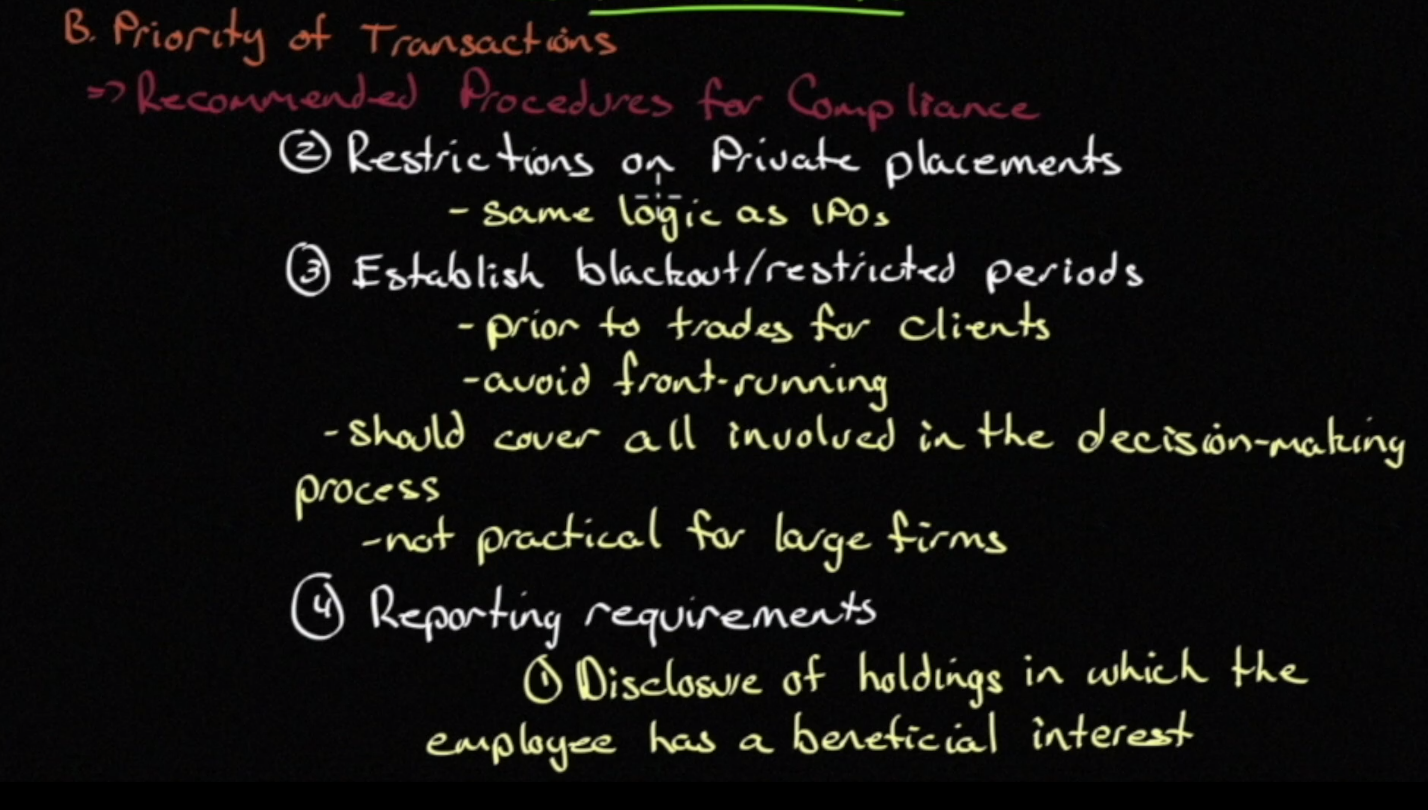 B. Priority of Transactions
=> Recommended Procedures for Compliance
② Restrictions on Private placements
- same logic as IPOs
③ Establish blackout/restricted periods
- prior to trades for clients
- avoid front-running
- should cover all involved in the decision-making
process
- not practical for large firms
④ Reporting requirements
① Disclosure of holdings in which the
employee has a beneficial interest